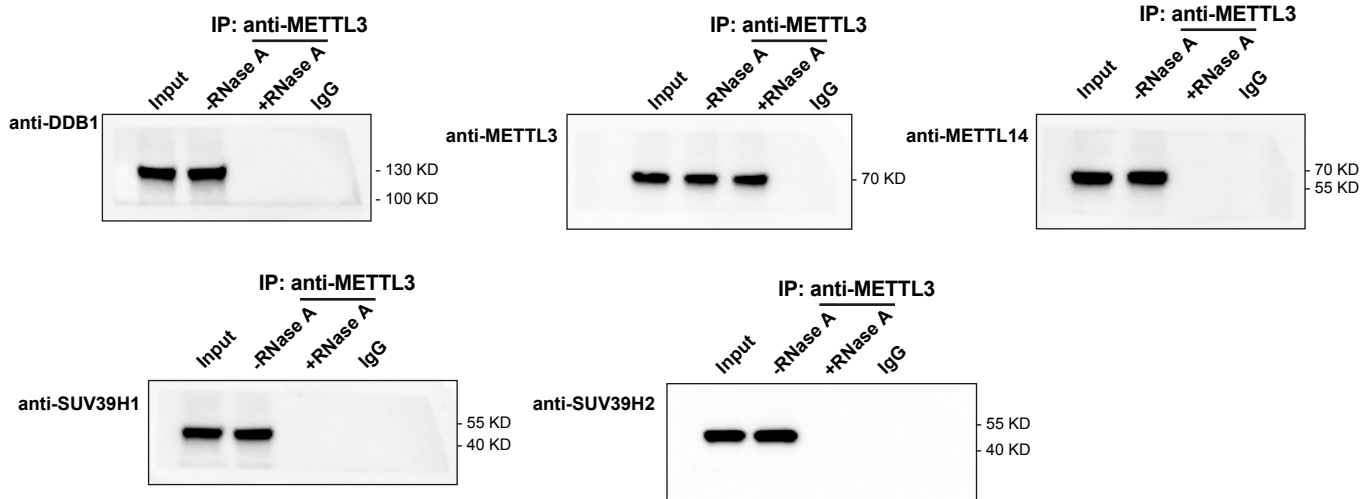 IP: anti-METTL3
Input
-RNase A
+RNase A
IgG
anti-DDB1
- 130 KD
- 100 KD
IP: anti-METTL3
Input
-RNase A
+RNase A
IgG
anti-METTL3
- 70 KD
IP: anti-METTL3
Input
-RNase A
+RNase A
IgG
anti-METTL14
- 70 KD
- 55 KD
IP: anti-METTL3
Input
-RNase A
+RNase A
IgG
anti-SUV39H1
- 55 KD
- 40 KD
IP: anti-METTL3
Input
-RNase A
+RNase A
IgG
anti-SUV39H2
- 55 KD
- 40 KD